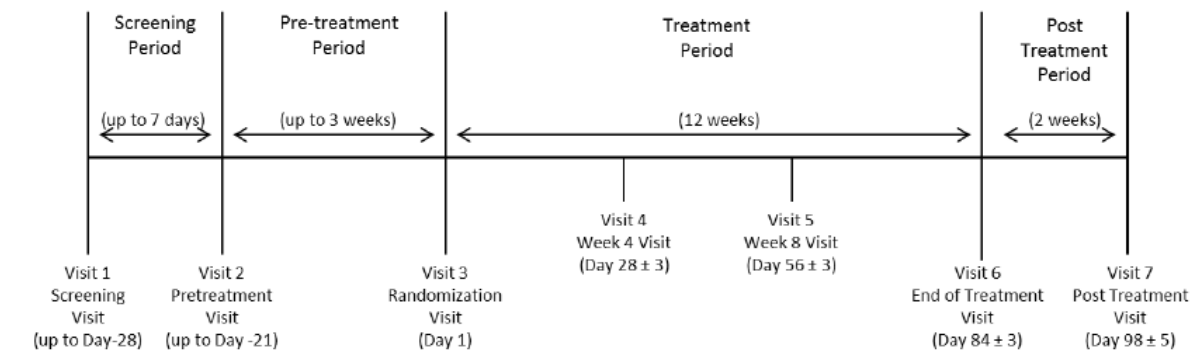 Screening
Period
Pre-treatment
Period
Treatment
Period
Post
Treatment
Period
(up to 7 days)
(up to 3 weeks)
(12 weeks)
(2 weeks)
Visit 4
Week 4 Visit
(Day 28 ± 3)
Visit 5
Week 8 Visit
(Day 56 ± 3)
Visit 1
Screening
Visit
(up to Day-28)
Visit 2
Pretreatment
Visit
(up to Day -21)
Visit 3
Randomization
Visit
(Day 1)
Visit 6
End of Treatment
Visit
(Day 84 ± 3)
Visit 7
Post Treatment
Visit
(Day 98 ± 5)